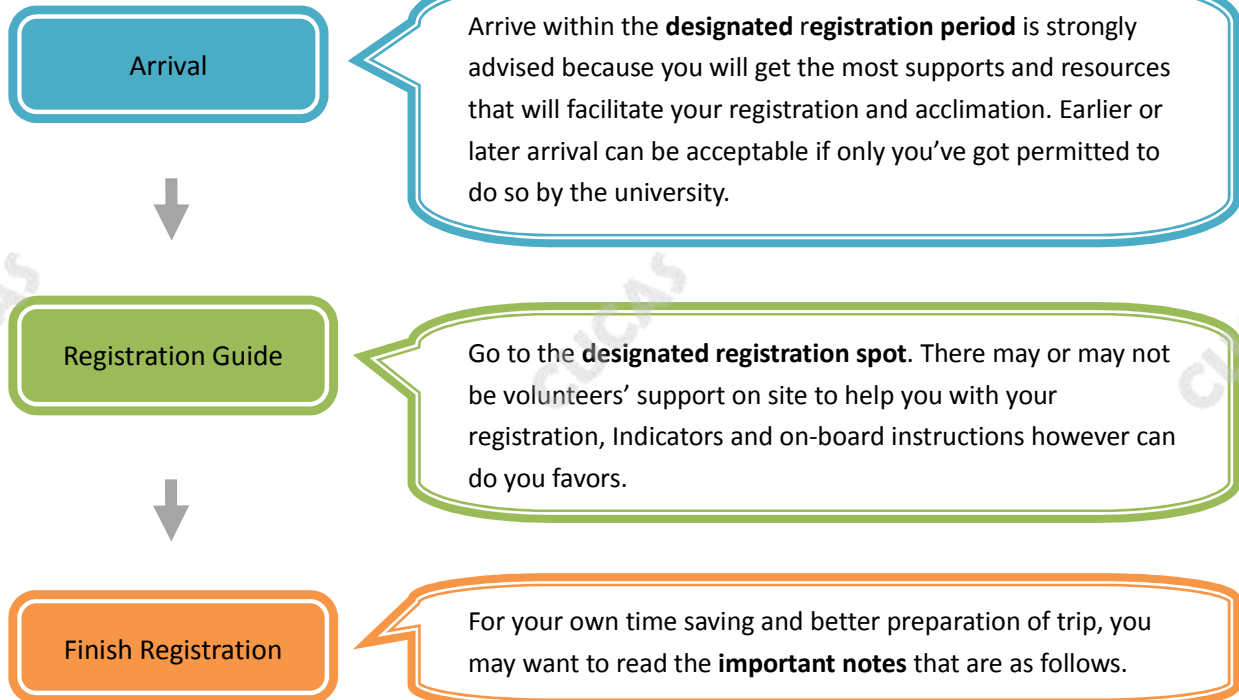 Arrival
Arrive within the designated registration period is strongly
advised because you will get the most supports and resources
that will facilitate your registration and acclimation. Earlier or
later arrival can be acceptable if only you've got permitted to
do so by the university.
Registration Guide
Go to the designated registration spot. There may or may not
be volunteers' support on site to help you with your
registration, Indicators and on-board instructions however can
do you favors.
Finish Registration
For your own time saving and better preparation of trip, you
may want to read the important notes that are as follows.
CUCAS